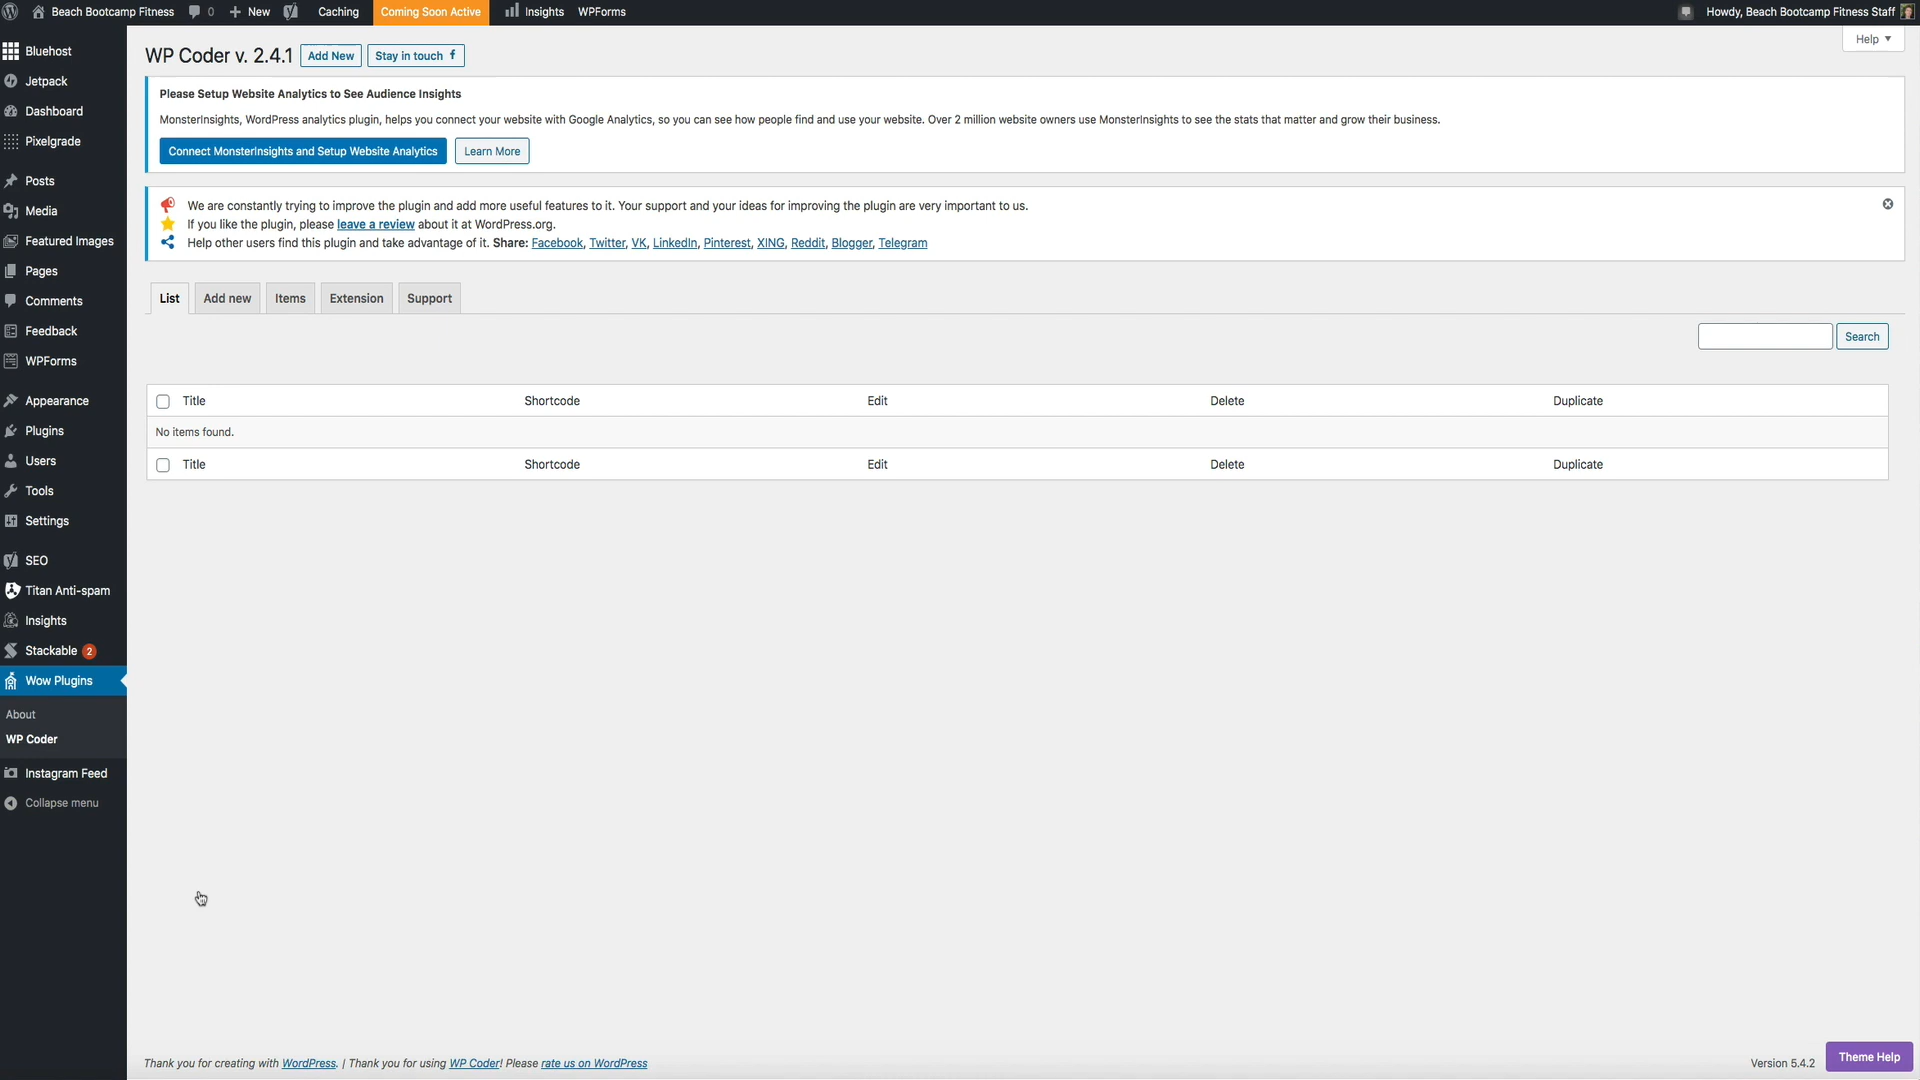 Beach Bootcamp Fitness 0 New Caching Coming Soon Active Insights WPForms Howdy, Beach Bootcamp Fitness Staff
Help
Bluehost
Jetpack
Dashboard
Pixelgrade
Posts
Media
Featured Images
Pages
Comments
Feedback
WPForms
Appearance
Plugins
Users
Tools
Settings
SEO
Titan Anti-spam
Insights
Stackable 2
Wow Plugins
About
WP Coder
Instagram Feed
Collapse menu
WP Coder v. 2.4.1 Add New Stay in touch f
Please Setup Website Analytics to See Audience Insights
MonsterInsights, WordPress analytics plugin, helps you connect your website with Google Analytics, so you can see how people find and use your website. Over 2 million website owners use MonsterInsights to see the stats that matter and grow their business.
Connect MonsterInsights and Setup Website Analytics Learn More
We are constantly trying to improve the plugin and add more useful features to it. Your support and your ideas for improving the plugin are very important to us.
If you like the plugin, please leave a review about it at WordPress.org.
Help other users find this plugin and take advantage of it. Share: Facebook, Twitter, VK, LinkedIn, Pinterest, XING, Reddit, Blogger, Telegram
List Add new Items Extension Support
Search
Title Shortcode Edit Delete Duplicate
No items found.
Title Shortcode Edit Delete Duplicate
Thank you for creating with WordPress. | Thank you for using WP Coder! Please rate us on WordPress
Version 5.4.2
Theme Help